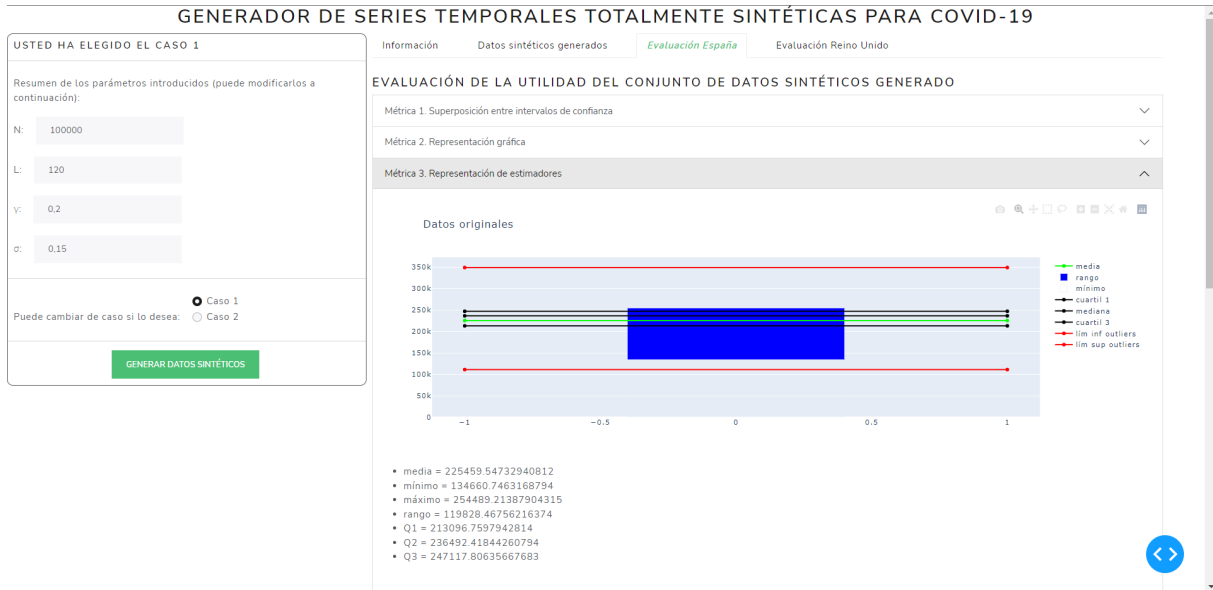 GENERADOR DE SERIES TEMPORALES TOTALMENTE SINTÉTICAS PARA COVID-19
USTED HA ELEGIDO EL CASO 1
Resumen de los parámetros introducidos (puede modificarlos a
continuación):
N: 100000
L: 120
γ: 0,2
σ: 0,15
Puede cambiar de caso si lo desea:
Caso 1
Caso 2
GENERAR DATOS SINTÉTICOS
Información Datos sintéticos generados Evaluación España Evaluación Reino Unido
EVALUACIÓN DE LA UTILIDAD DEL CONJUNTO DE DATOS SINTÉTICOS GENERADO
Métrica 1. Superposición entre intervalos de confianza
Métrica 2. Representación gráfica
Métrica 3. Representación de estimadores
Datos originales
350k
300k
250k
200k
150k
100k
50k
0
−1 −0.5 0 0.5 1
media
rango
mínimo
cuartil 1
mediana
cuartil 3
lím inf outliers
lím sup outliers
• media = 225459.54732940812
• mínimo = 134660.7463168794
• máximo = 254489.21387904315
• rango = 119828.46756216374
• Q1 = 213096.7597942814
• Q2 = 236492.41844260794
• Q3 = 247117.80635667683